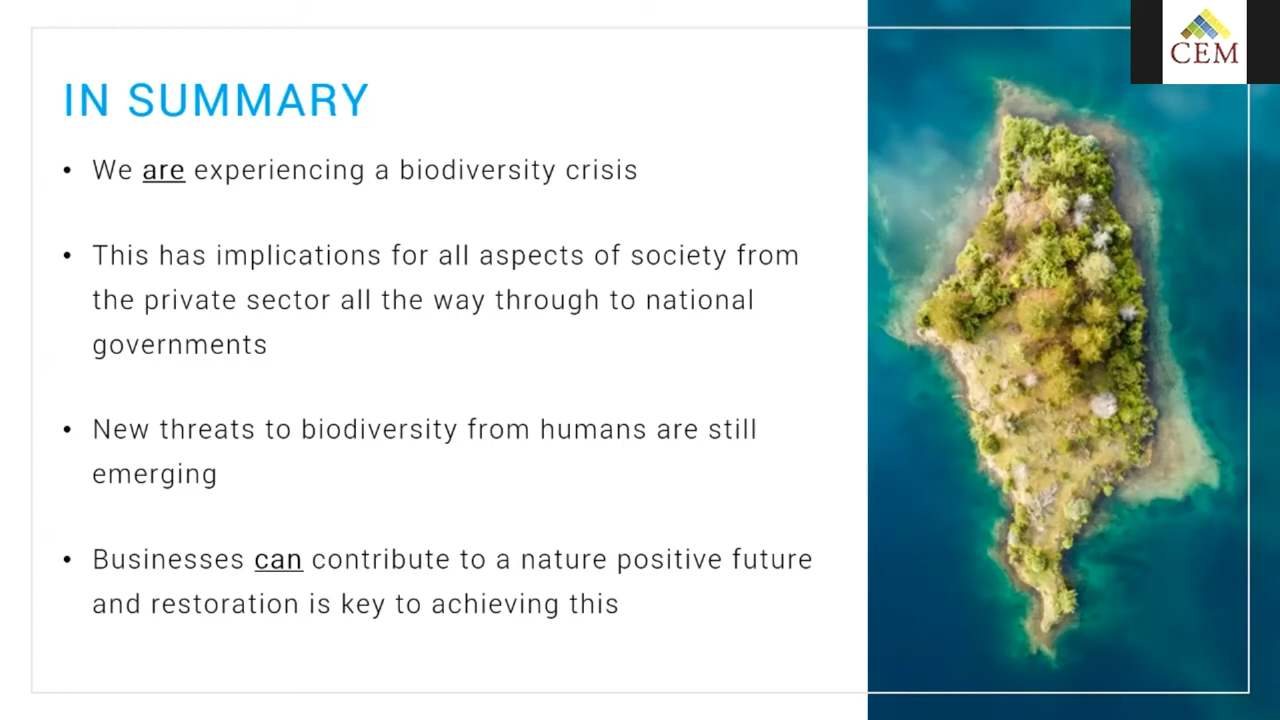 CEM
IN SUMMARY
• We are experiencing a biodiversity crisis
• This has implications for all aspects of society from
the private sector all the way through to national
governments
• New threats to biodiversity from humans are still
emerging
• Businesses can contribute to a nature positive future
and restoration is key to achieving this